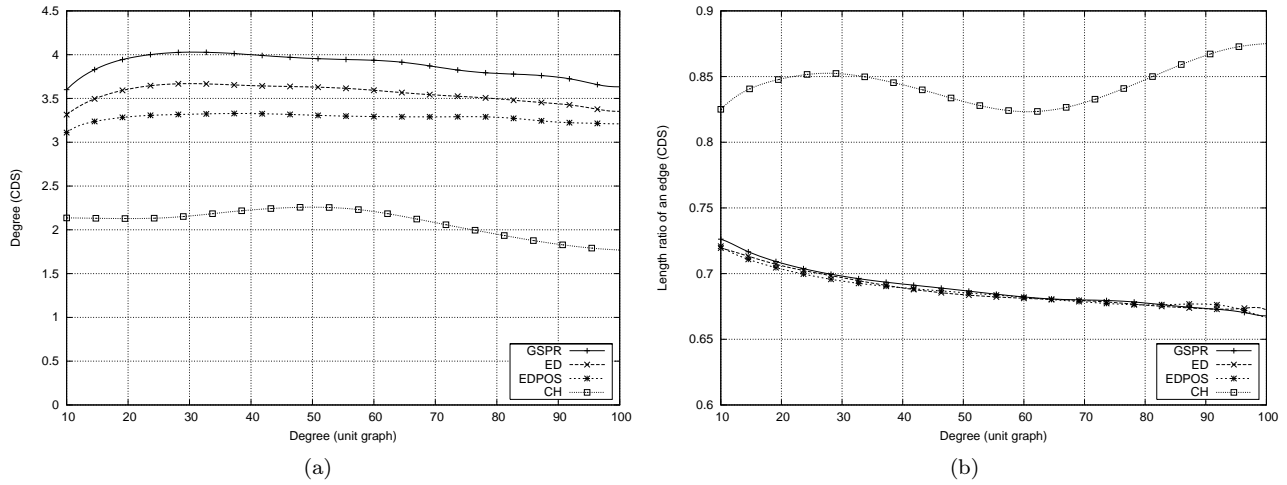 4.5
4
3.5
3
2.5
2
1.5
1
0.5
0
10 20 30 40 50 60 70 80 90 100
Degree (CDS)
Degree (unit graph)
GSPR
ED
EDPOS
CH
(a)
0.9
0.85
0.8
0.75
0.7
0.65
0.6
10 20 30 40 50 60 70 80 90 100
Length ratio of an edge (CDS)
Degree (unit graph)
GSPR
ED
EDPOS
CH
(b)